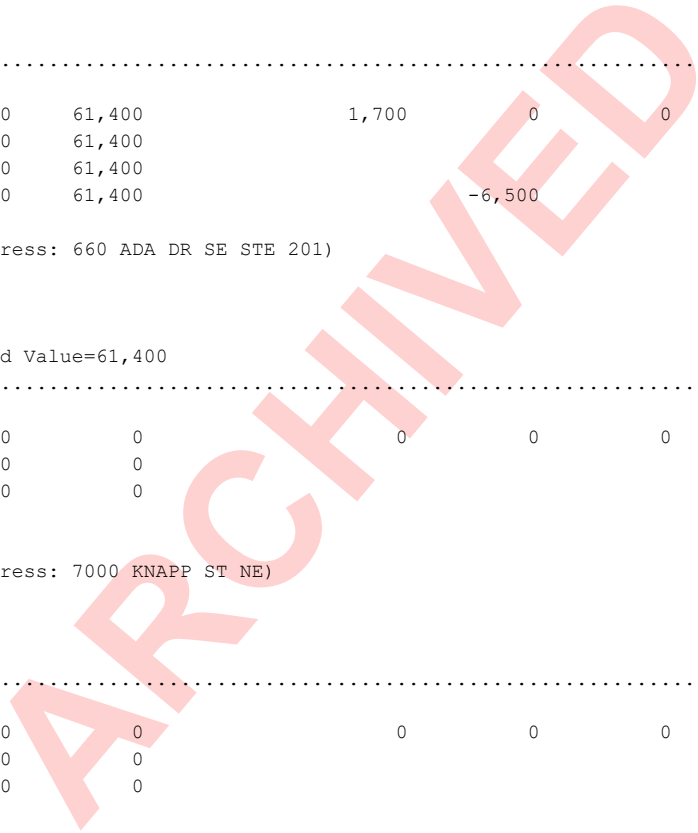 ..........................................................
0 61,400 1,700 0 0
0 61,400
0 61,400
0 61,400 -6,500
ress: 660 ADA DR SE STE 201)
d Value=61,400
..........................................................
0 0 0 0 0
0 0
0 0
ress: 7000 KNAPP ST NE)
..........................................................
0 0 0 0 0
0 0
0 0
ARCHIVED